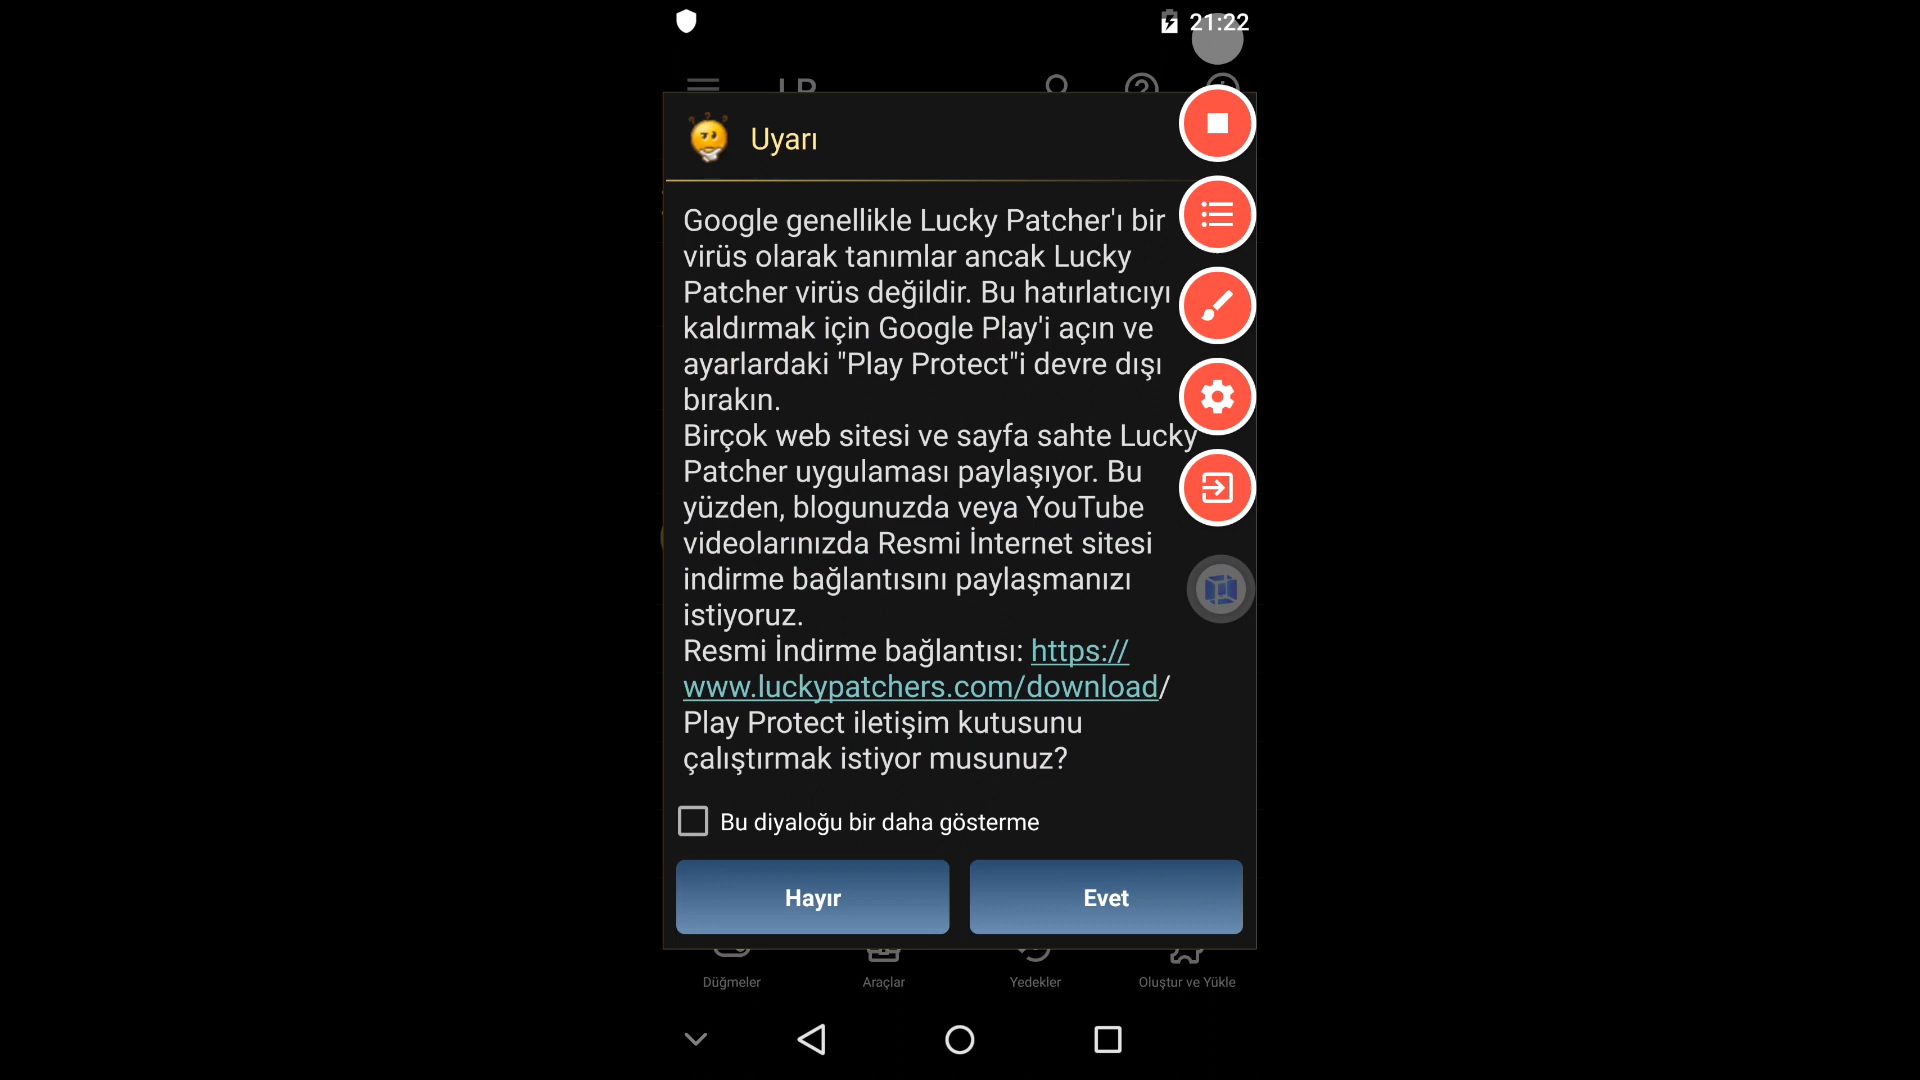 21:22
LP
Uyarı
Google genellikle Lucky Patcher'ı bir
virüs olarak tanımlar ancak Lucky
Patcher virüs değildir. Bu hatırlatıcıyı
kaldırmak için Google Play'i açın ve
ayarlardaki "Play Protect"i devre dışı
bırakın.
Birçok web sitesi ve sayfa sahte Lucky
Patcher uygulaması paylaşıyor. Bu
yüzden, blogunuzda veya YouTube
videolarınızda Resmi İnternet sitesi
indirme bağlantısını paylaşmanızı
istiyoruz.
Resmi İndirme bağlantısı: https://
www.luckypatchers.com/download/
Play Protect iletişim kutusunu
çalıştırmak istiyor musunuz?
Bu diyaloğu bir daha gösterme
Hayır Evet
Düğmeler Araçlar Yedekler Oluştur ve Yükle